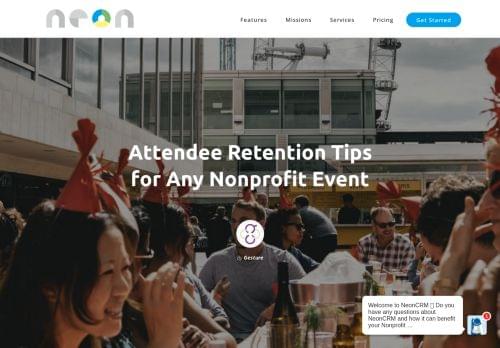 neon
Features Missions Services Pricing Get Started
Attendee Retention Tips
for Any Nonprofit Event
By Gesture
Welcome to NeonCRM Do you
have any questions about
NeonCRM and how it can benefit
your Nonprofit ...
1